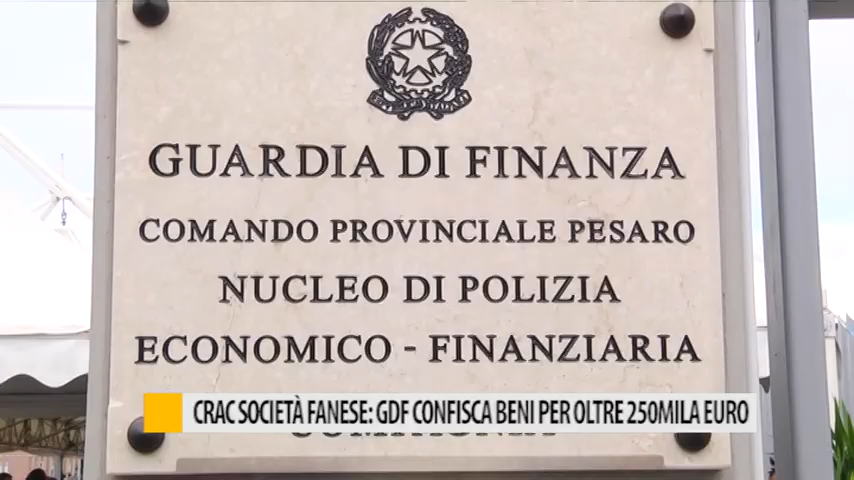 GUARDIA DI FINANZA
COMANDO PROVINCIALE PESARO
NUCLEO DI POLIZIA
ECONOMICO - FINANZIARIA
CRAC SOCIETÀ FANESE: GDF CONFISCA BENI PER OLTRE 250MILA EURO